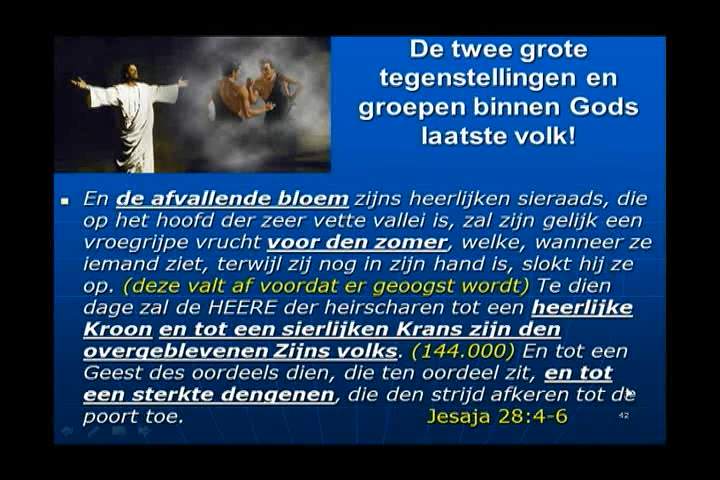 De twee grote
tegenstellingen en
groepen binnen Gods
laatste volk!
En de afvallende bloem zijns heerlijken sieraads, die
op het hoofd der zeer vette vallei is, zal zijn gelijk een
vroegrijpe vrucht voor den zomer, welke, wanneer ze
iemand ziet, terwijl zij nog in zijn hand is, slokt hij ze
op. (deze valt af voordat er geoogst wordt) Te dien
dage zal de HEERE der heirscharen tot een heerlijke
Kroon en tot een sierlijken Krans zijn den
overgeblevenen Zijns volks. (144.000) En tot een
Geest des oordeels dien, die ten oordeel zit, en tot
een sterkte dengenen, die den strijd afkeren tot de
poort toe. Jesaja 28:4-6
42